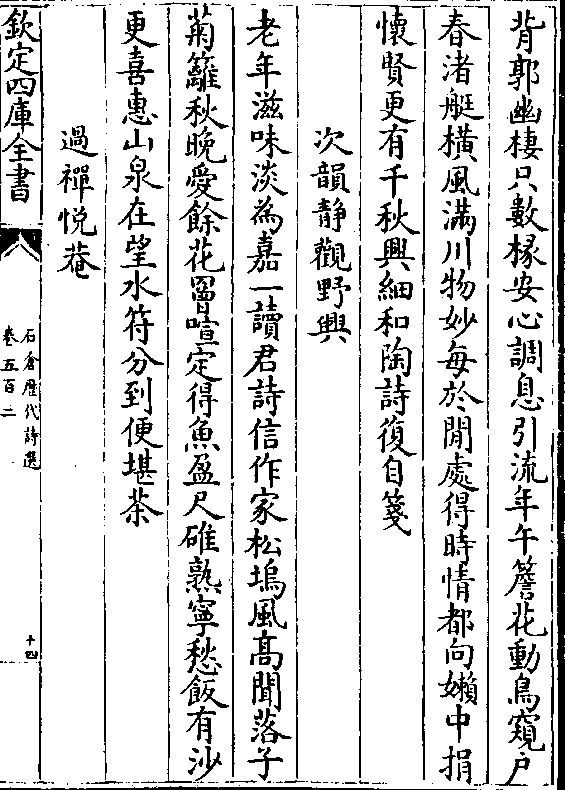 背郭幽棲只數椽安心調息引流年午簷花動鳥窺户
春渚艇横風滿川物妙每於閒處得時情都向嬾中捐
懷賢更有千秋興細和陶詩復自箋
次韻静觀野興
老年滋味淡為嘉一讀君詩信作家松塢風髙聞落子
菊籬秋晚愛餘花罾喧定得魚盈尺碓熟寧愁飯有沙
更喜惠山泉在望水符分到便堪茶
過禪悦菴
欽定四庫全書
石倉歴代詩選
卷五百二
十四